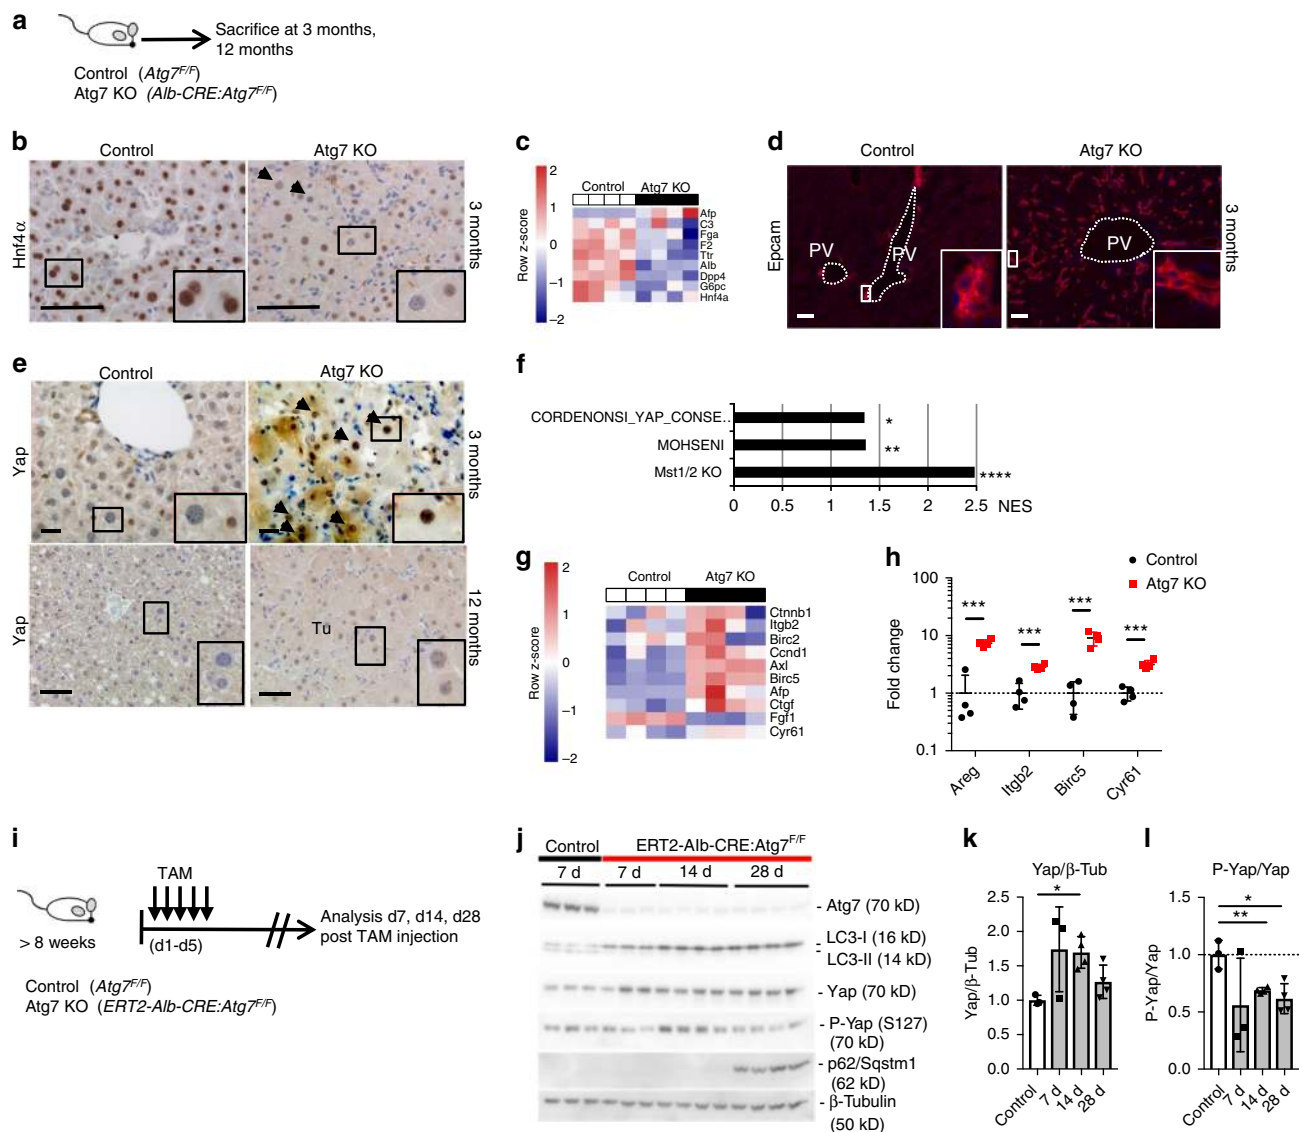 a
Sacrifice at 3 months,
12 months
Control (Atg7F/F)
Atg7 KO (Alb-CRE:Atg7F/F)
b
Control
Atg7 KO
Hnf4α
3 months
c
2
1
0
−1
−2
Row z-score
Control
Atg7 KO
Afp
C3
Fga
F2
Ttr
Alb
Dpp4
G6pc
Hnf4a
d
Control
Atg7 KO
Epcam
PV
PV
PV
3 months
e
Control
Atg7 KO
Yap
3 months
Yap
Tu
12 months
f
CORDENONSI_YAP_CONSE..
*
MOHSENI
**
Mst1/2 KO
****
0 0.5 1 1.5 2 2.5 NES
g
2
1
0
−1
−2
Row z-score
Control
Atg7 KO
Ctnnb1
Itgb2
Birc2
Ccnd1
Axl
Birc5
Afp
Ctgf
Fgf1
Cyr61
h
Control
Atg7 KO
Fold change
100
10
1
0.1
***
***
***
***
Areg
Itgb2
Birc5
Cyr61
i
TAM
> 8 weeks
(d1-d5)
Analysis d7, d14, d28
post TAM injection
Control (Atg7F/F)
Atg7 KO (ERT2-Alb-CRE:Atg7F/F)
j
Control
ERT2-Alb-CRE:Atg7F/F
7 d
7 d
14 d
28 d
- Atg7 (70 kD)
LC3-I (16 kD)
LC3-II (14 kD)
- Yap (70 kD)
- P-Yap (S127)
(70 kD)
- p62/Sqstm1
(62 kD)
- β-Tubulin
(50 kD)
k
Yap/β-Tub
Yap/β-Tub
2.5
2.0
1.5
1.0
0.5
0.0
*
Control
7 d
14 d
28 d
l
P-Yap/Yap
P-Yap/Yap
1.5
1.0
0.5
0.0
*
**
Control
7 d
14 d
28 d